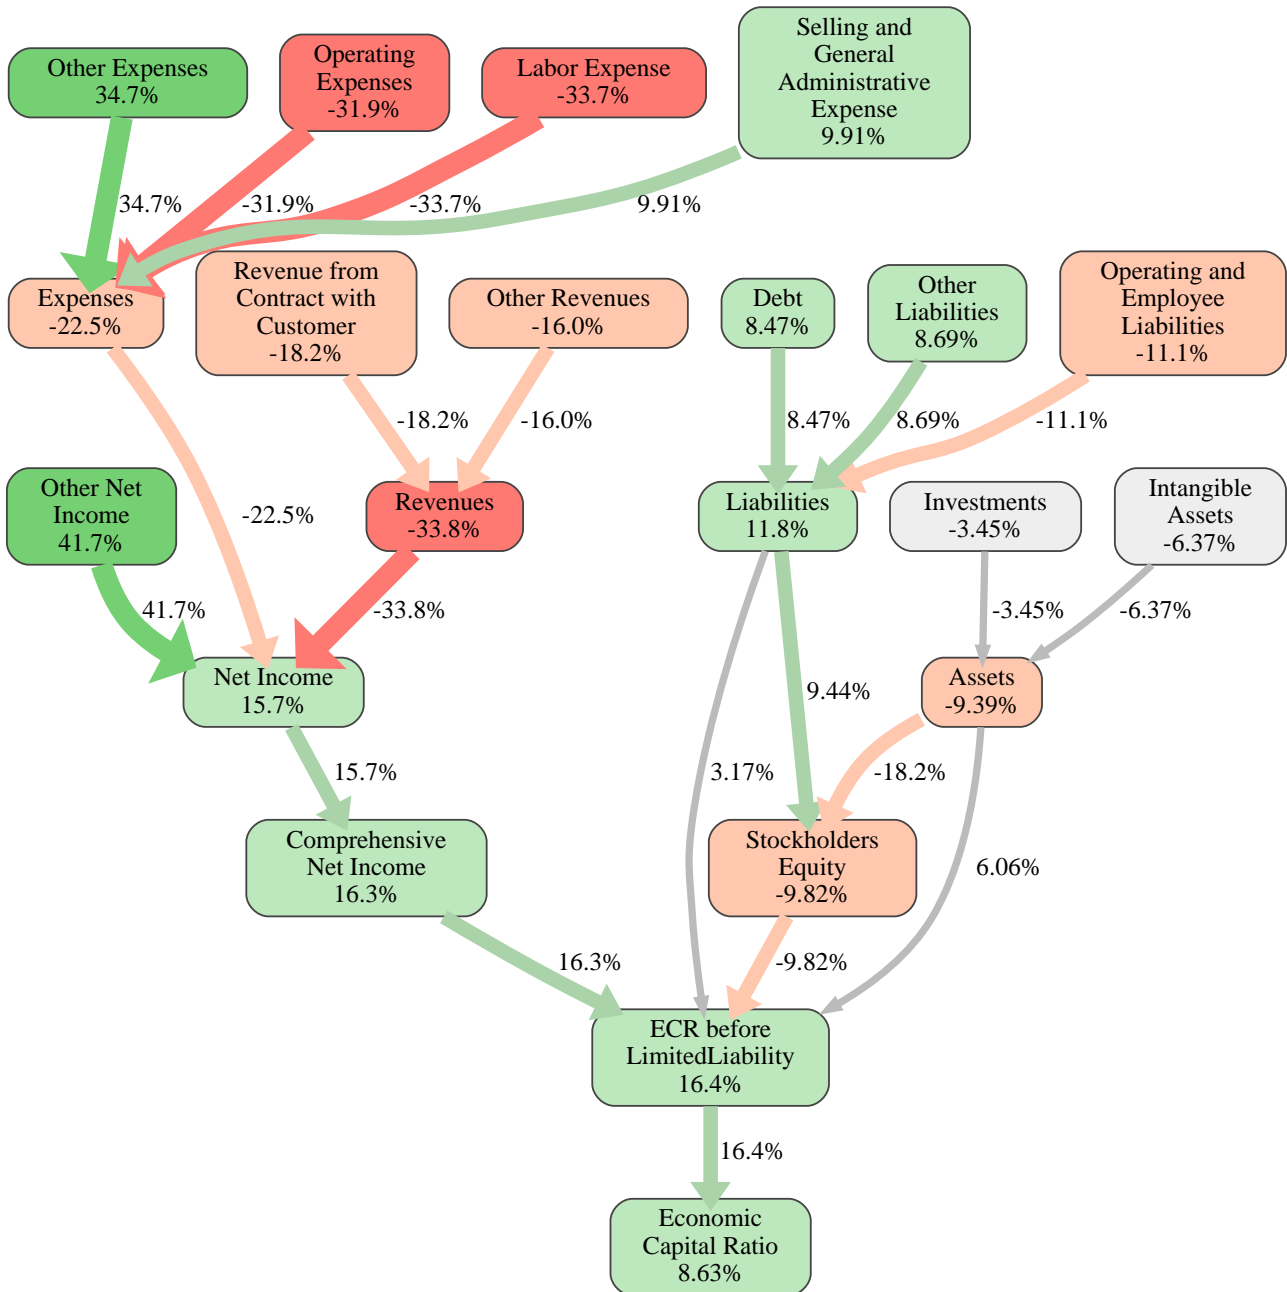 Other Expenses
34.7%
Operating
Expenses
-31.9%
Labor Expense
-33.7%
Selling and
General
Administrative
Expense
9.91%
34.7%
-31.9%
-33.7%
9.91%
Expenses
-22.5%
Revenue from
Contract with
Customer
-18.2%
Other Revenues
-16.0%
Debt
8.47%
Other
Liabilities
8.69%
Operating and
Employee
Liabilities
-11.1%
-18.2%
-16.0%
8.47%
8.69%
-11.1%
Other Net
Income
41.7%
-22.5%
Revenues
-33.8%
Liabilities
11.8%
Investments
-3.45%
Intangible
Assets
-6.37%
41.7%
-33.8%
-3.45%
-6.37%
Net Income
15.7%
9.44%
Assets
-9.39%
15.7%
3.17%
-18.2%
Comprehensive
Net Income
16.3%
Stockholders
Equity
-9.82%
6.06%
16.3%
-9.82%
ECR before
LimitedLiability
16.4%
16.4%
Economic
Capital Ratio
8.63%